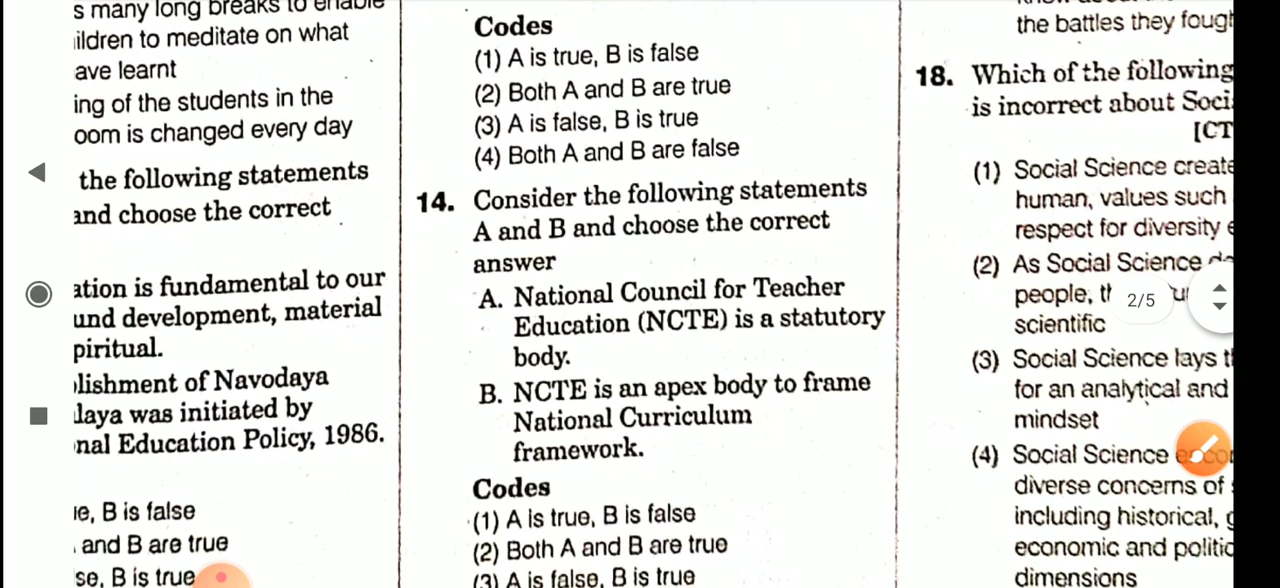 s many long breaks to enable
ildren to meditate on what
ave learnt
ing of the students in the
oom is changed every day
the following statements
and choose the correct
ation is fundamental to our
und development, material
piritual.
lishment of Navodaya
laya was initiated by
nal Education Policy, 1986.
ue, B is false
and B are true
se, B is true
Codes
(1) A is true, B is false
(2) Both A and B are true
(3) A is false, B is true
(4) Both A and B are false
14. Consider the following statements
A and B and choose the correct
answer
A. National Council for Teacher
Education (NCTE) is a statutory
body.
B. NCTE is an apex body to frame
National Curriculum
framework.
Codes
(1) A is true, B is false
(2) Both A and B are true
(3) A is false, B is true
the battles they fough
18. Which of the following
is incorrect about Soci
[CT
(1) Social Science create
human, values such
respect for diversity e
(2) As Social Science
people,
scientific
(3) Social Science lays t
for an analytical and
mindset
(4) Social Science
diverse concerns of
including historical, g
economic and politic
dimensions
2/5